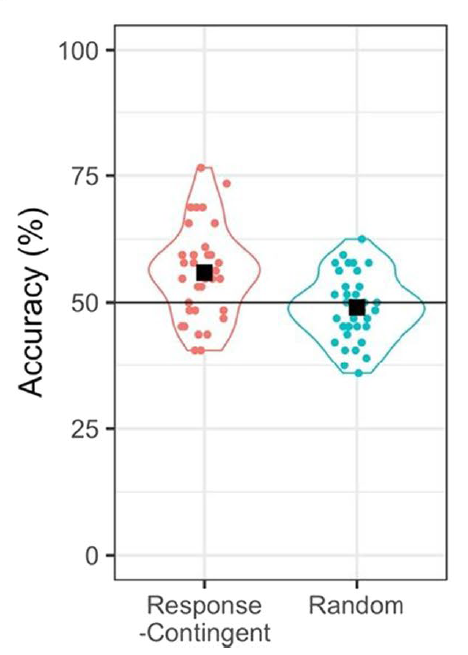 100
75
50
25
0
Accuracy (%)
Response
-Contingent
Random